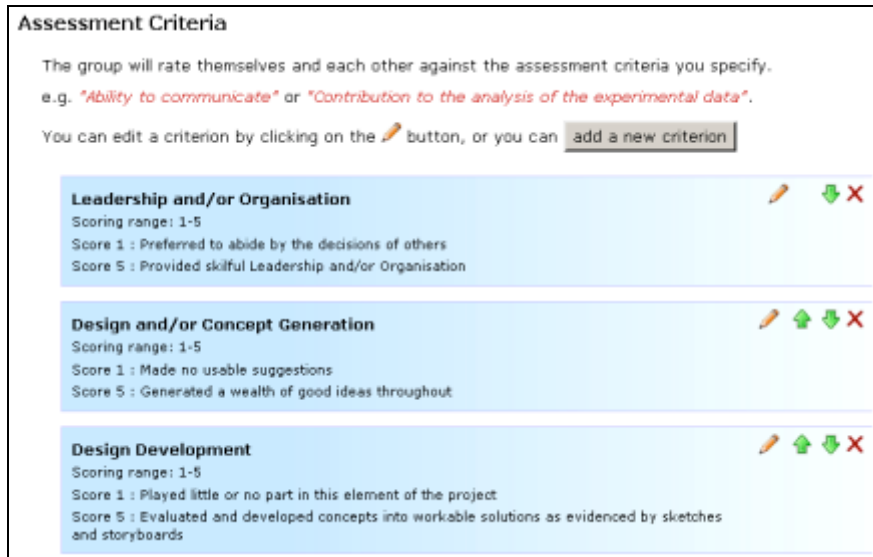 Assessment Criteria
The group will rate themselves and each other against the assessment criteria you specify.
e.g. "Ability to communicate" or "Contribution to the analysis of the experimental data".
You can edit a criterion by clicking on the button, or you can add a new criterion
Leadership and/or Organisation
Scoring range: 1-5
Score 1 : Preferred to abide by the decisions of others
Score 5 : Provided skilful Leadership and/or Organisation
Design and/or Concept Generation
Scoring range: 1-5
Score 1 : Made no usable suggestions
Score 5 : Generated a wealth of good ideas throughout
Design Development
Scoring range: 1-5
Score 1 : Played little or no part in this element of the project
Score 5 : Evaluated and developed concepts into workable solutions as evidenced by sketches
and storyboards